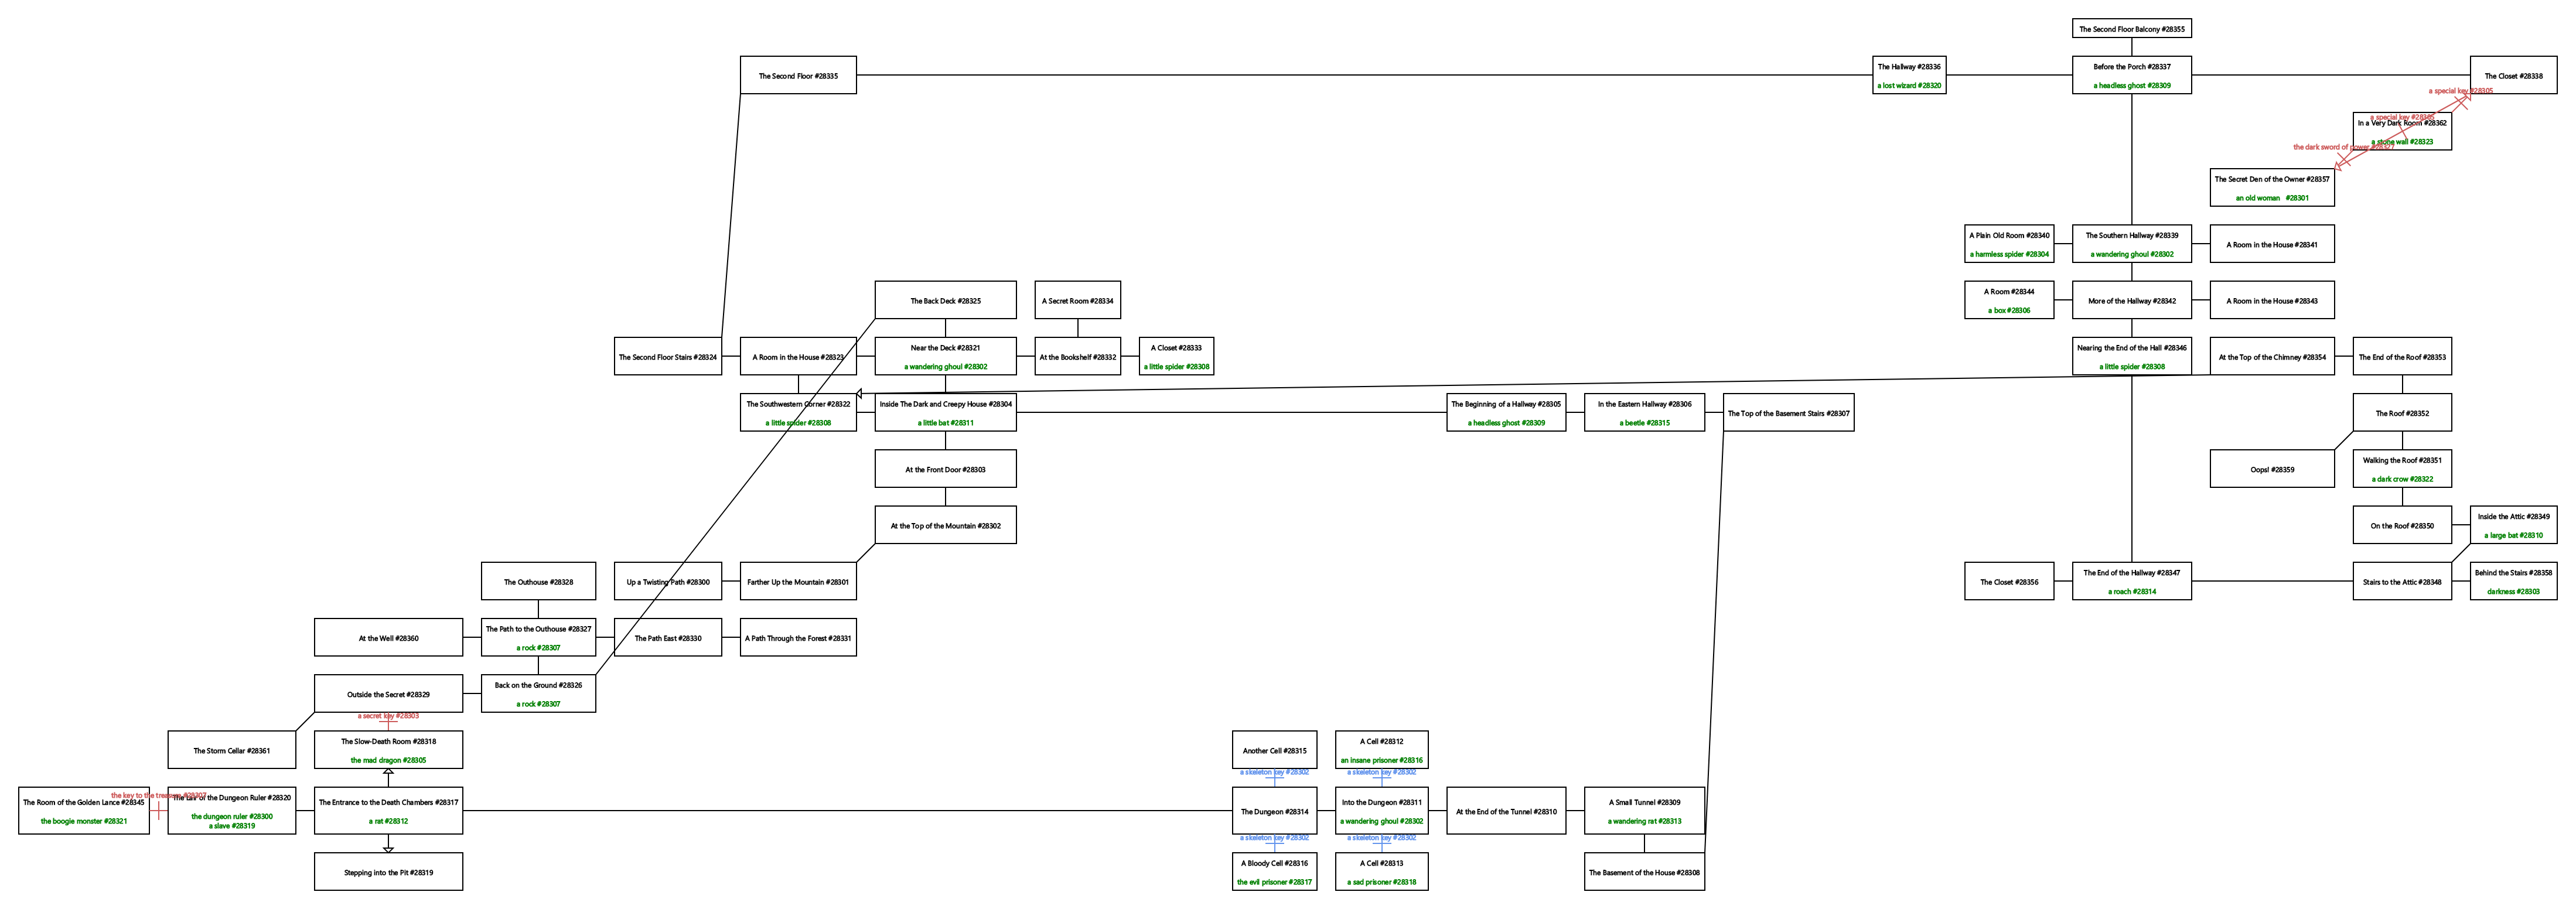 The Second Floor Balcony #28355
The Second Floor #28335
The Hallway #28336
a lost wizard #28320
Before the Porch #28337
a headless ghost #28309
The Closet #28338
a special key #28305
a special key #28305
In a Very Dark Room #28362
a stone wall #28323
the dark sword of power #28327
The Secret Den of the Owner #28357
an old woman #28301
A Plain Old Room #28340
a harmless spider #28304
The Southern Hallway #28339
a wandering ghoul #28302
A Room in the House #28341
The Back Deck #28325
A Secret Room #28334
A Room #28344
a box #28306
More of the Hallway #28342
A Room in the House #28343
The Second Floor Stairs #28324
A Room in the House #28323
Near the Deck #28321
a wandering ghoul #28302
At the Bookshelf #28332
A Closet #28333
a little spider #28308
Nearing the End of the Hall #28346
a little spider #28308
At the Top of the Chimney #28354
The End of the Roof #28353
The Southwestern Corner #28322
a little spider #28308
Inside The Dark and Creepy House #28304
a little bat #28311
The Beginning of a Hallway #28305
a headless ghost #28309
In the Eastern Hallway #28306
a beetle #28315
The Top of the Basement Stairs #28307
The Roof #28352
At the Front Door #28303
Oops! #28359
Walking the Roof #28351
a dark crow #28322
At the Top of the Mountain #28302
On the Roof #28350
Inside the Attic #28349
a large bat #28310
The Outhouse #28328
Up a Twisting Path #28300
Farther Up the Mountain #28301
The Closet #28356
The End of the Hallway #28347
a roach #28314
Stairs to the Attic #28348
Behind the Stairs #28358
darkness #28303
At the Well #28360
The Path to the Outhouse #28327
a rock #28307
The Path East #28330
A Path Through the Forest #28331
Outside the Secret #28329
Back on the Ground #28326
a rock #28307
a secret key #28303
The Storm Cellar #28361
The Slow-Death Room #28318
the mad dragon #28305
Another Cell #28315
A Cell #28312
an insane prisoner #28316
a skeleton key #28302
a skeleton key #28302
the key to the treasure #28307
The Room of the Golden Lance #28345
the boogie monster #28321
The Lair of the Dungeon Ruler #28320
the dungeon ruler #28300
a slave #28319
The Entrance to the Death Chambers #28317
a rat #28312
The Dungeon #28314
Into the Dungeon #28311
a wandering ghoul #28302
At the End of the Tunnel #28310
A Small Tunnel #28309
a wandering rat #28313
a skeleton key #28302
a skeleton key #28302
Stepping into the Pit #28319
A Bloody Cell #28316
the evil prisoner #28317
A Cell #28313
a sad prisoner #28318
The Basement of the House #28308